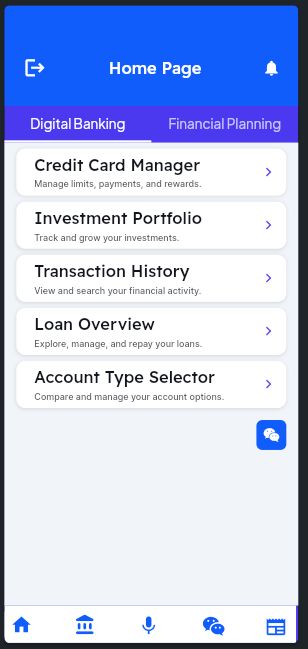 Home Page
Digital Banking
Financial Planning
Credit Card Manager
Manage limits, payments, and rewards.
Investment Portfolio
Track and grow your investments.
Transaction History
View and search your financial activity.
Loan Overview
Explore, manage, and repay your loans.
Account Type Selector
Compare and manage your account options.